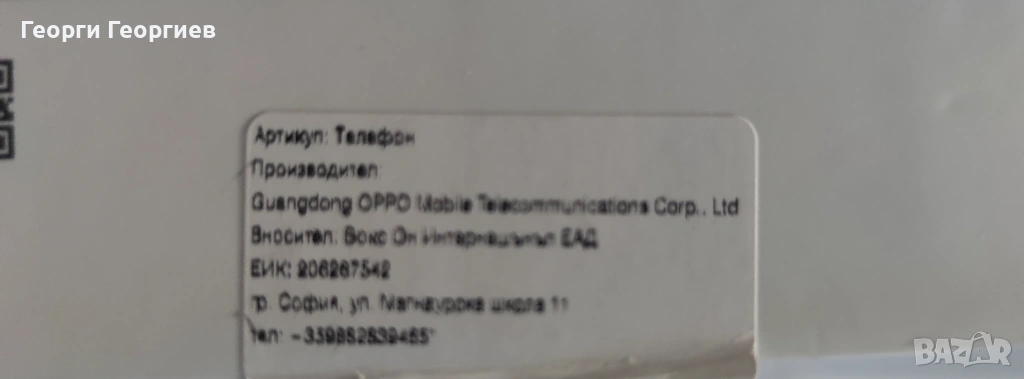 Георги Георгиев
Артикул: Телефон
Производител:
Guangdong OPPO Mobile Telecommunications Corp., Ltd
Вносител: Вокс Он Интернешънъл ЕАД
ЕИК: 206267542
гр. София, ул. Магнаурска школа 11
тел:
BAZAR